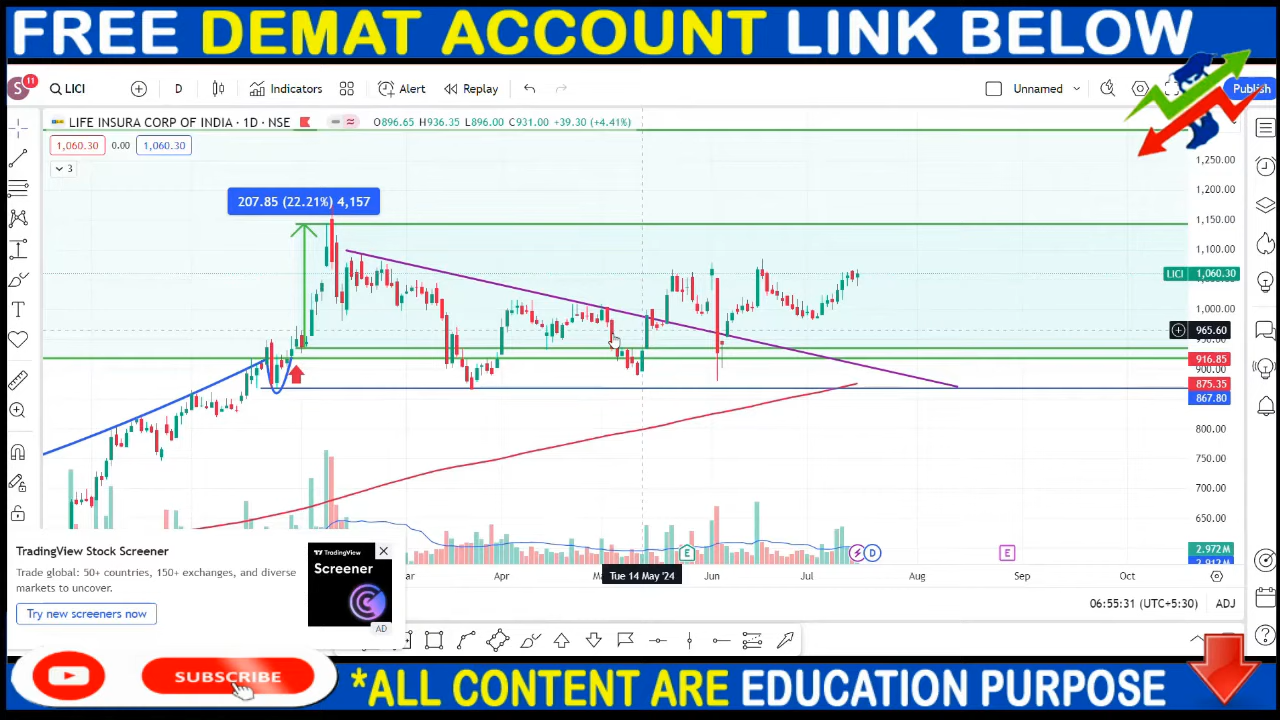 FREE DEMAT ACCOUNT LINK BELOW
S 11 LICI D Indicators Alert Replay Unnamed Publish
LIFE INSURA CORP OF INDIA · 1D · NSE O896.65 H936.35 L896.00 C931.00 +39.30 (+4.41%)
1,060.30 0.00 1,060.30
3
207.85 (22.21%) 4,157
1,250.00
1,200.00
1,150.00
1,100.00
LICI 1,060.30
1,000.00
965.60
916.85
900.00
875.35
867.80
800.00
750.00
700.00
650.00
2.972M
E D E
Apr Tue 14 May '24 Jun Jul Aug Sep Oct
06:55:31 (UTC+5:30) ADJ
TradingView Stock Screener
Trade global: 50+ countries, 150+ exchanges, and diverse
markets to uncover.
Try new screeners now
TradingView
Screener
AD
SUBSCRIBE
*ALL CONTENT ARE EDUCATION PURPOSE